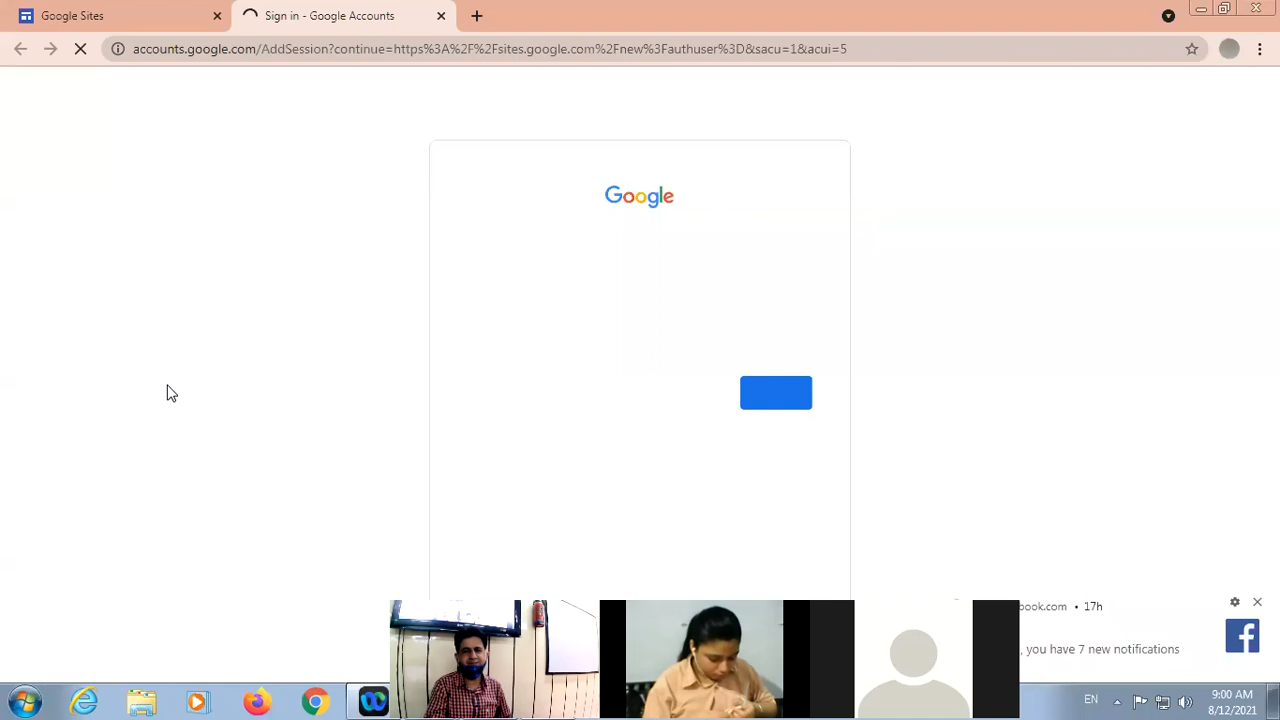 Google Sites
Sign in - Google Accounts
accounts.google.com/AddSession?continue=https%3A%2F%2Fsites.google.com%2Fnew%3Fauthuser%3D&sacu=1&acui=5
Google
book.com • 17h
, you have 7 new notifications
EN
9:00 AM
8/12/2021